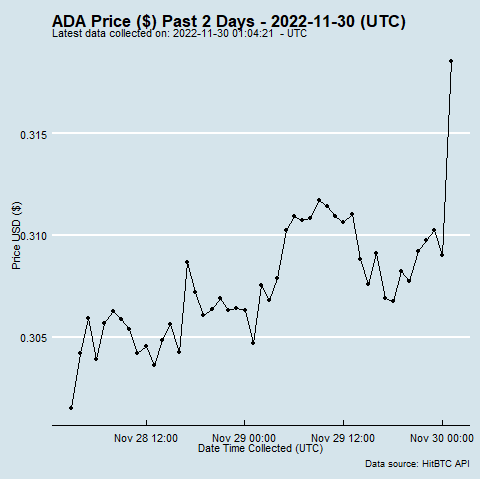 ADA Price ($) Past 2 Days - 2022-11-30 (UTC)
Latest data collected on: 2022-11-30 01:04:21 - UTC
0.315
0.310
0.305
Price USD ($)
Nov 28 12:00 Nov 29 00:00 Nov 29 12:00 Nov 30 00:00
Date Time Collected (UTC)
Data source: HitBTC API